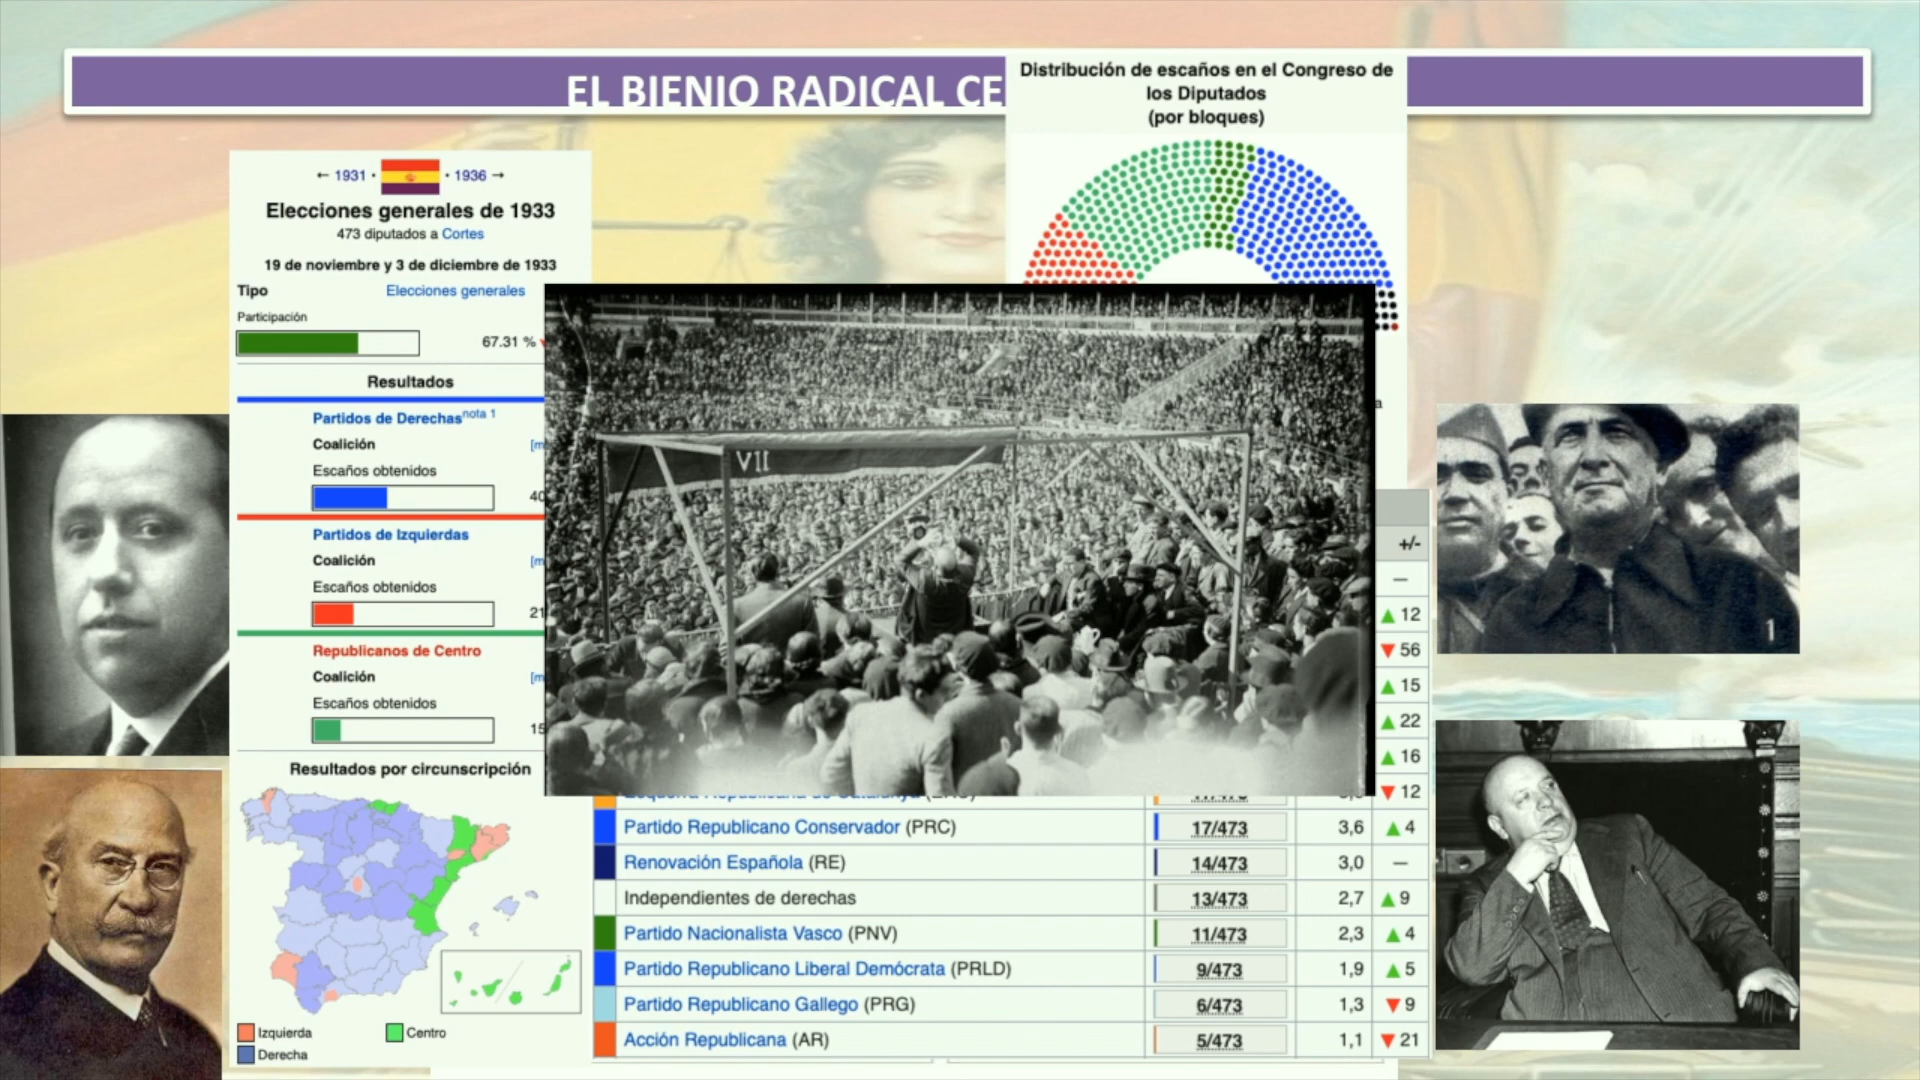 EL BIENIO RADICAL CE
Distribución de escaños en el Congreso de
los Diputados
(por bloques)
← 1931 • • 1936 →
Elecciones generales de 1933
473 diputados a Cortes
19 de noviembre y 3 de diciembre de 1933
Tipo Elecciones generales
Participación
67.31 %
Resultados
Partidos de Derechas nota 1
Coalición [m
Escaños obtenidos
40
Partidos de Izquierdas
Coalición [m
Escaños obtenidos
21
Republicanos de Centro
Coalición [m
Escaños obtenidos
15
Resultados por circunscripción
Izquierda Centro
Derecha
VII
a
+/-
—
▲ 12
▼ 56
▲ 15
▲ 22
▲ 16
▼ 12
Partido Republicano Conservador (PRC) 17/473 3,6 ▲ 4
Renovación Española (RE) 14/473 3,0 —
Independientes de derechas 13/473 2,7 ▲ 9
Partido Nacionalista Vasco (PNV) 11/473 2,3 ▲ 4
Partido Republicano Liberal Demócrata (PRLD) 9/473 1,9 ▲ 5
Partido Republicano Gallego (PRG) 6/473 1,3 ▼ 9
Acción Republicana (AR) 5/473 1,1 ▼ 21
1